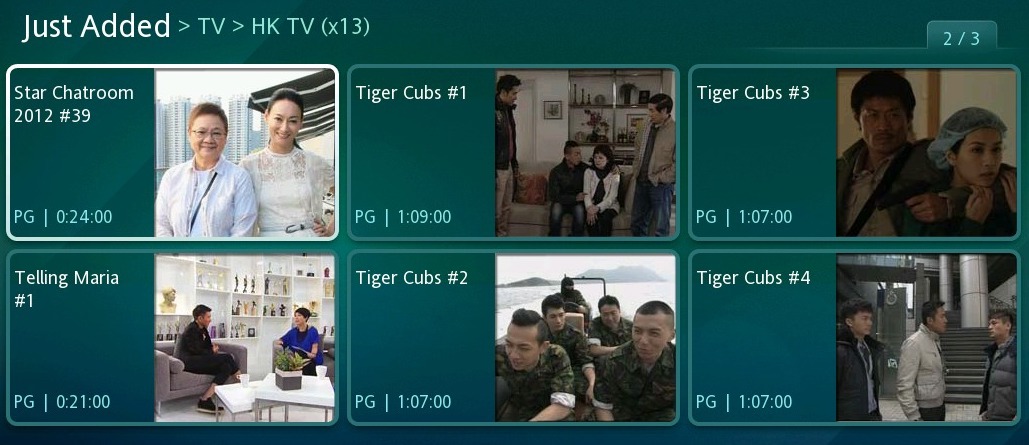 Just Added > TV > HK TV (x13)
2 / 3
Star Chatroom
2012 #39
PG | 0:24:00
Tiger Cubs #1
PG | 1:09:00
Tiger Cubs #3
PG | 1:07:00
Telling Maria
#1
PG | 0:21:00
Tiger Cubs #2
PG | 1:07:00
Tiger Cubs #4
PG | 1:07:00